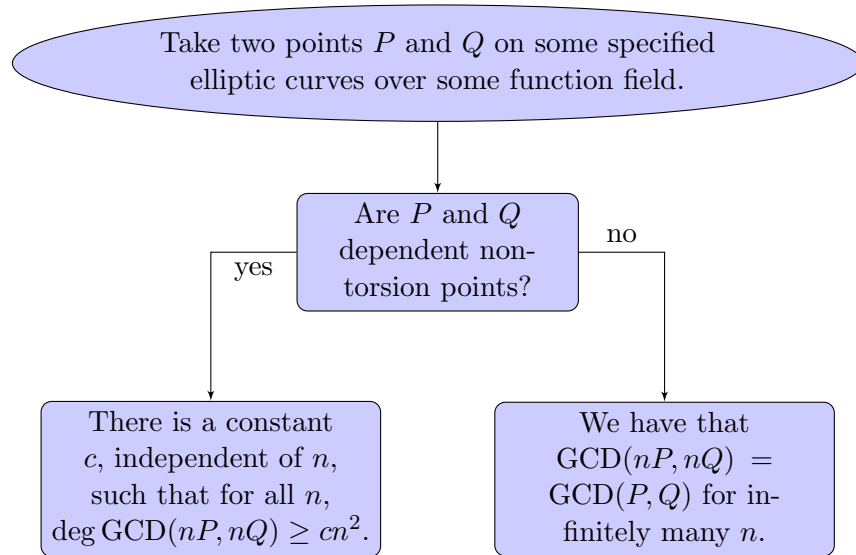 Take two points P and Q on some specified
elliptic curves over some function field.
Are P and Q
dependent non-
torsion points?
yes
no
There is a constant
c, independent of n,
such that for all n,
deg GCD(nP, nQ) ≥ cn².
We have that
GCD(nP, nQ) =
GCD(P, Q) for in-
finitely many n.